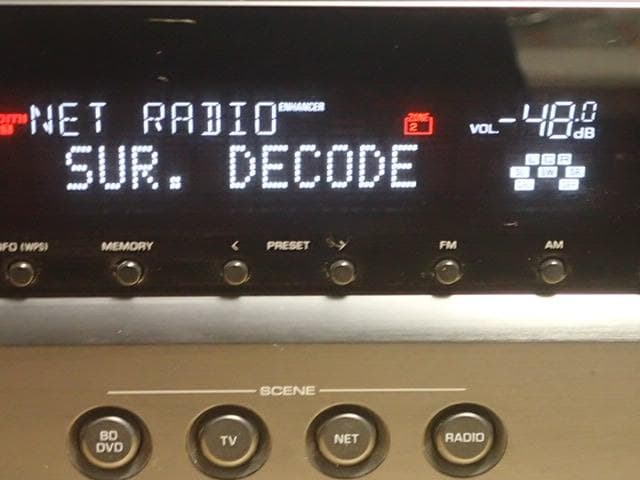 NET RADIO ENHANCER ZONE 2 VOL. -48.0 dB
SUR. DECODE
L C R
SW
(WPS) MEMORY < PRESET > FM AM
SCENE
BD DVD TV NET RADIO